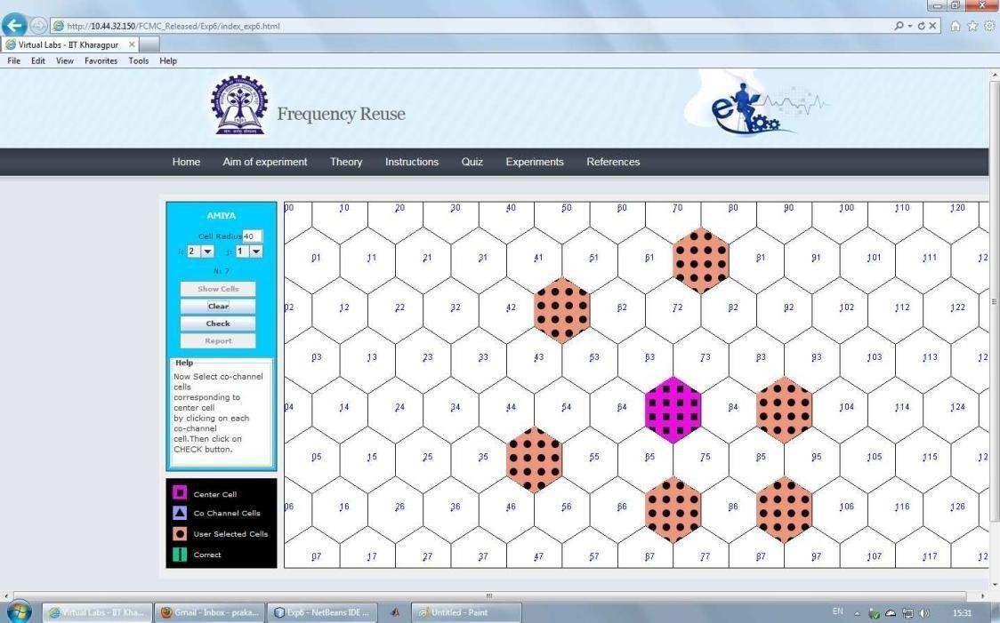 http://10.44.32.150/FCMC_Released/Exp6/index_exp6.html
Virtual Labs - IIT Kharagpur
File Edit View Favorites Tools Help
Frequency Reuse
Home Aim of experiment Theory Instructions Quiz Experiments References
AMIYA
Cell Radius 40
i: 2 j: 1
N: 7
Show Cells
Clear
Check
Report
Help
Now Select co-channel
cells
corresponding to
center cell
by clicking on each
co-channel
cell.Then click on
CHECK button.
Center Cell
Co Channel Cells
User Selected Cells
Correct
00 10 20 30 40 50 60 70 80 90 100 110 120
01 11 21 31 41 51 61 81 91 101 111 12
02 12 22 32 42 62 72 82 92 102 112 122
03 13 23 33 43 53 63 73 83 93 103 113 12
04 14 24 34 44 54 64 84 104 114 124
05 15 25 35 55 65 75 85 95 105 115 12
06 16 26 36 46 56 66 86 106 116 126
07 17 27 37 47 57 67 77 87 97 107 117 12
Virtual Labs - IIT Kha... Gmail - Inbox - praka... Exp6 - NetBeans IDE ... Untitled - Paint EN 15:31